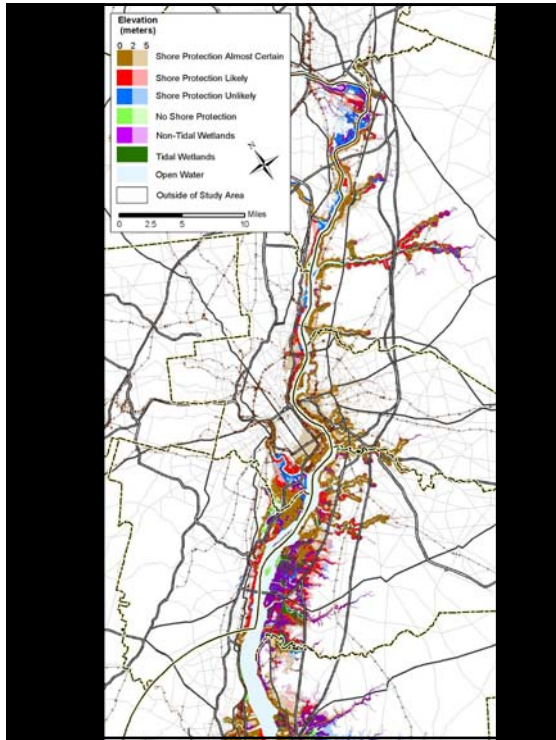 Elevation
(meters)
0 2 5
Shore Protection Almost Certain
Shore Protection Likely
Shore Protection Unlikely
No Shore Protection
Non-Tidal Wetlands
Tidal Wetlands
Open Water
Outside of Study Area
N
Miles
0 2.5 5 10